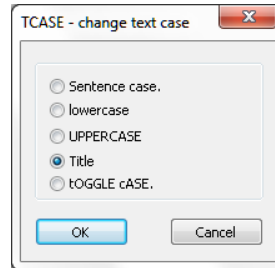 TCASE - change text case
Sentence case.
lowercase
UPPERCASE
Title
tOGGLE cASE.
OK Cancel